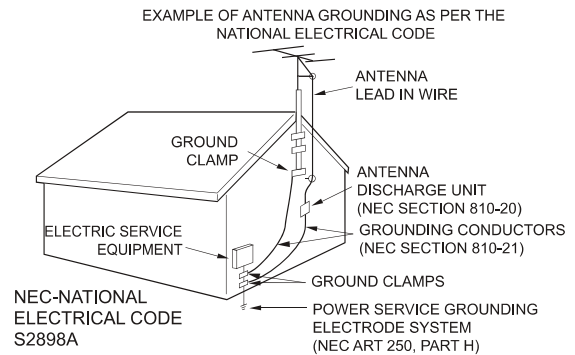 EXAMPLE OF ANTENNA GROUNDING AS PER THE
NATIONAL ELECTRICAL CODE
ANTENNA
LEAD IN WIRE
GROUND
CLAMP
ANTENNA
DISCHARGE UNIT
(NEC SECTION 810-20)
ELECTRIC SERVICE
EQUIPMENT
GROUNDING CONDUCTORS
(NEC SECTION 810-21)
GROUND CLAMPS
NEC-NATIONAL
ELECTRICAL CODE
S2898A
POWER SERVICE GROUNDING
ELECTRODE SYSTEM
(NEC ART 250, PART H)